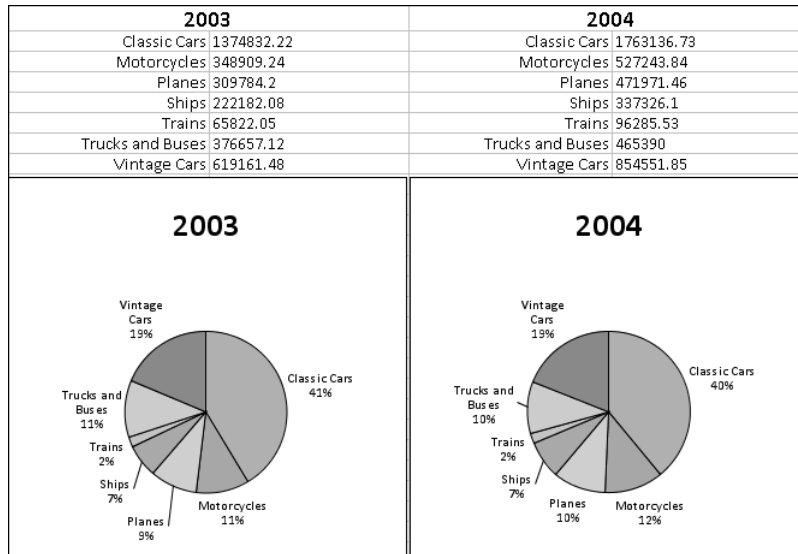 2003
Classic Cars 1374832.22
Motorcycles 348909.24
Planes 309784.2
Ships 222182.08
Trains 65822.05
Trucks and Buses 376657.12
Vintage Cars 619161.48
2004
Classic Cars 1763136.73
Motorcycles 527243.84
Planes 471971.46
Ships 337326.1
Trains 96285.53
Trucks and Buses 465390
Vintage Cars 854551.85
2003
Vintage
Cars
19%
Classic Cars
41%
Trucks and
Buses
11%
Trains
2%
Ships
7%
Planes
9%
Motorcycles
11%
2004
Vintage
Cars
19%
Classic Cars
40%
Trucks and
Buses
10%
Trains
2%
Ships
7%
Planes
10%
Motorcycles
12%